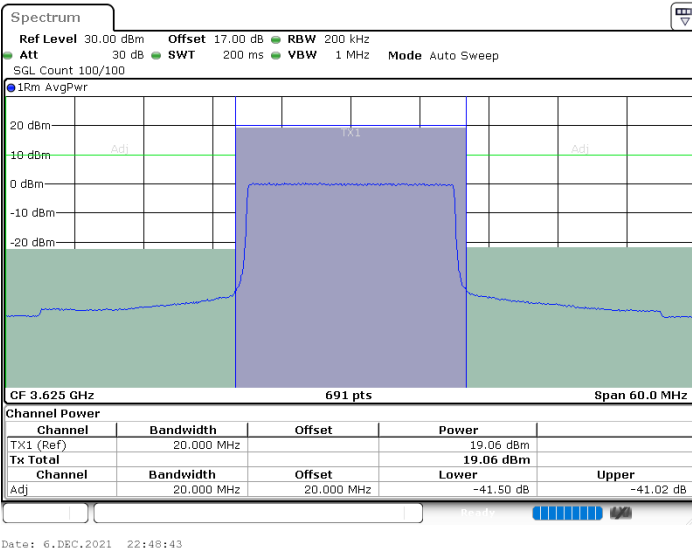 Spectrum
Ref Level 30.00 dBm Offset 17.00 dB RBW 200 kHz
Att 30 dB SWT 200 ms VBW 1 MHz Mode Auto Sweep
SGL Count 100/100
1Rm AvgPwr
20 dBm
TX1
Adj Adj
10 dBm
0 dBm
-10 dBm
-20 dBm
CF 3.625 GHz 691 pts Span 60.0 MHz
Channel Power
Channel Bandwidth Offset Power
TX1 (Ref) 20.000 MHz 19.06 dBm
Tx Total 19.06 dBm
Channel Bandwidth Offset Lower Upper
Adj 20.000 MHz 20.000 MHz -41.50 dB -41.02 dB
Ready
Date: 6.DEC.2021 22:48:43